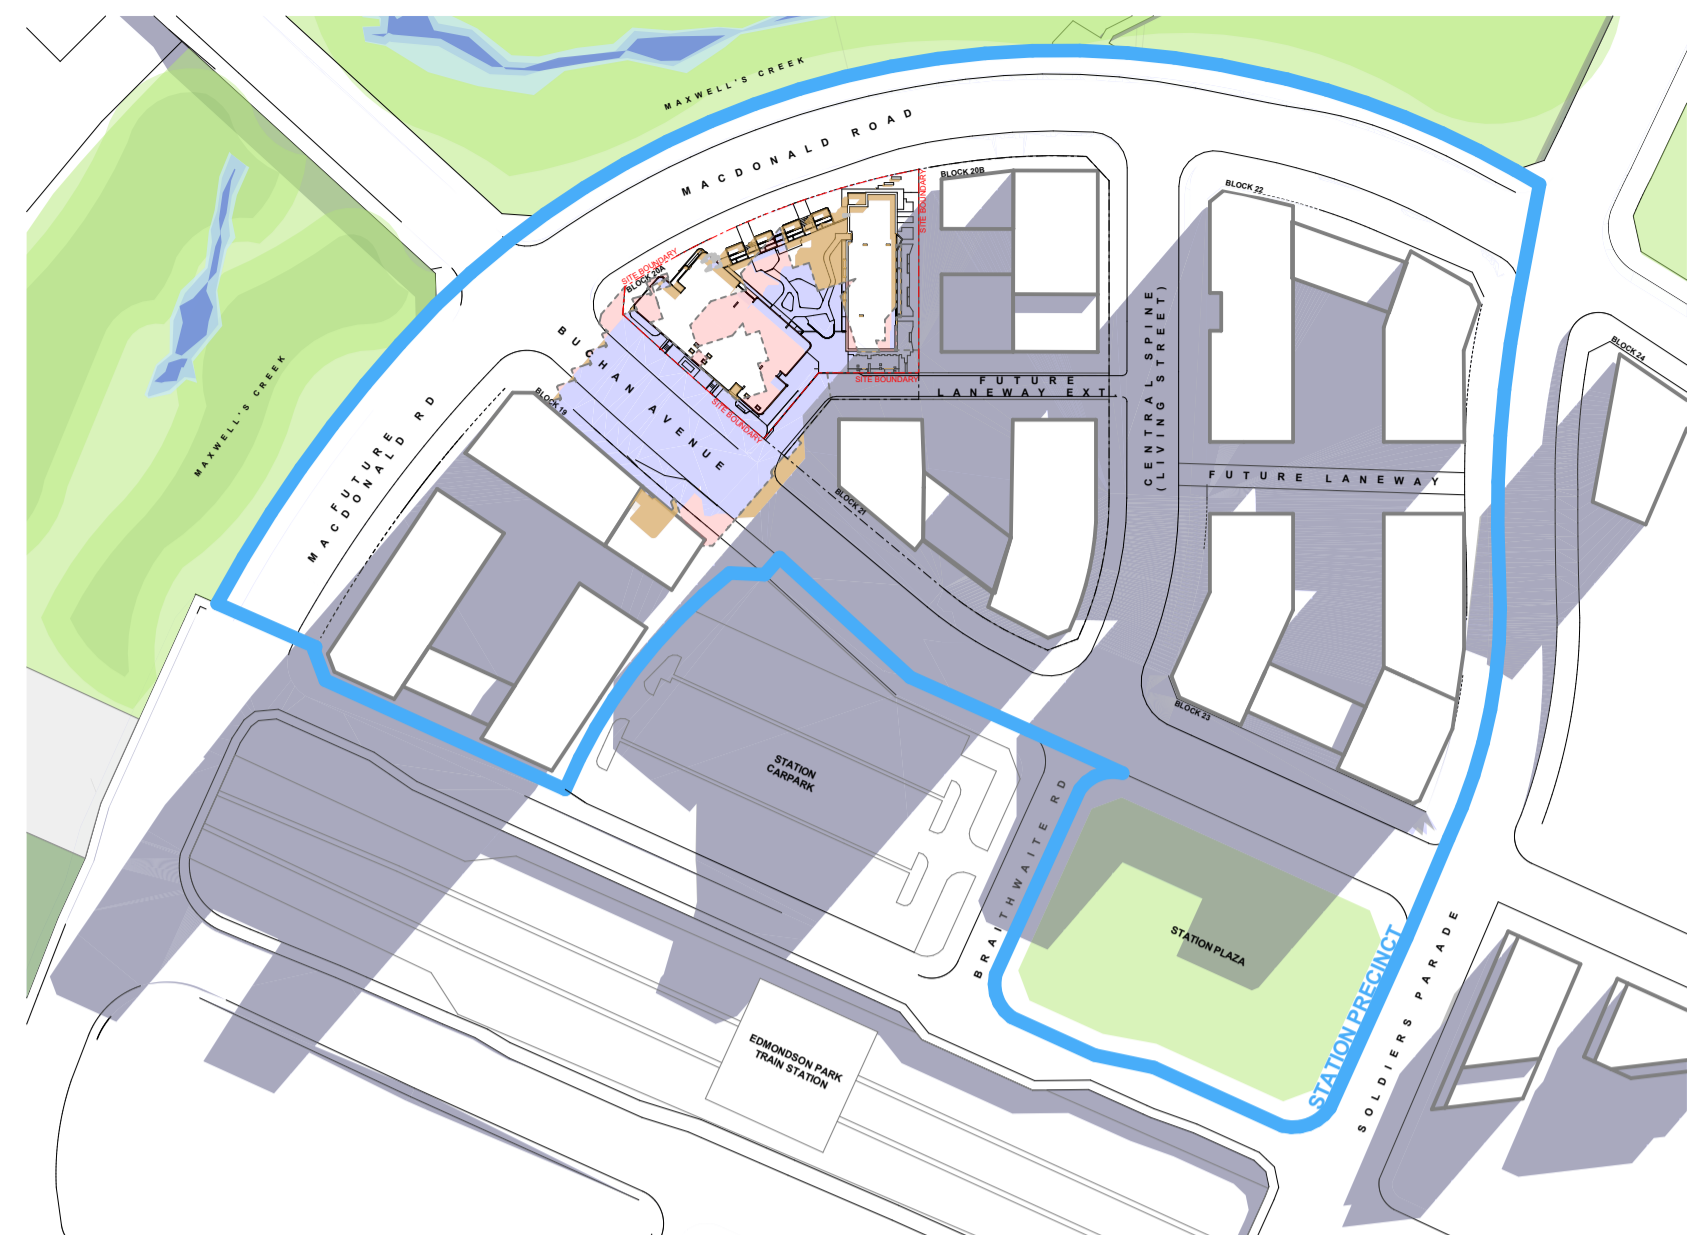 MAXWELL'S CREEK
MACDONALD ROAD
BLOCK 20B
SITE BOUNDARY
BLOCK 22
SITE BOUNDARY
BLOCK 20A
BUCHAN AVENUE
CENTRAL SPINE
(LIVING STREET)
BLOCK 24
MAXWELL'S CREEK
FUTURE
MACDONALD RD
BLOCK 19
SITE BOUNDARY
SITE BOUNDARY
FUTURE
LANEWAY EXT.
FUTURE LANEWAY
BLOCK 21
BLOCK 23
STATION
CARPARK
BRAITHWAITE RD
STATION PLAZA
STATION PRECINCT
SOLDIERS PARADE
EDMONDSON PARK
TRAIN STATION